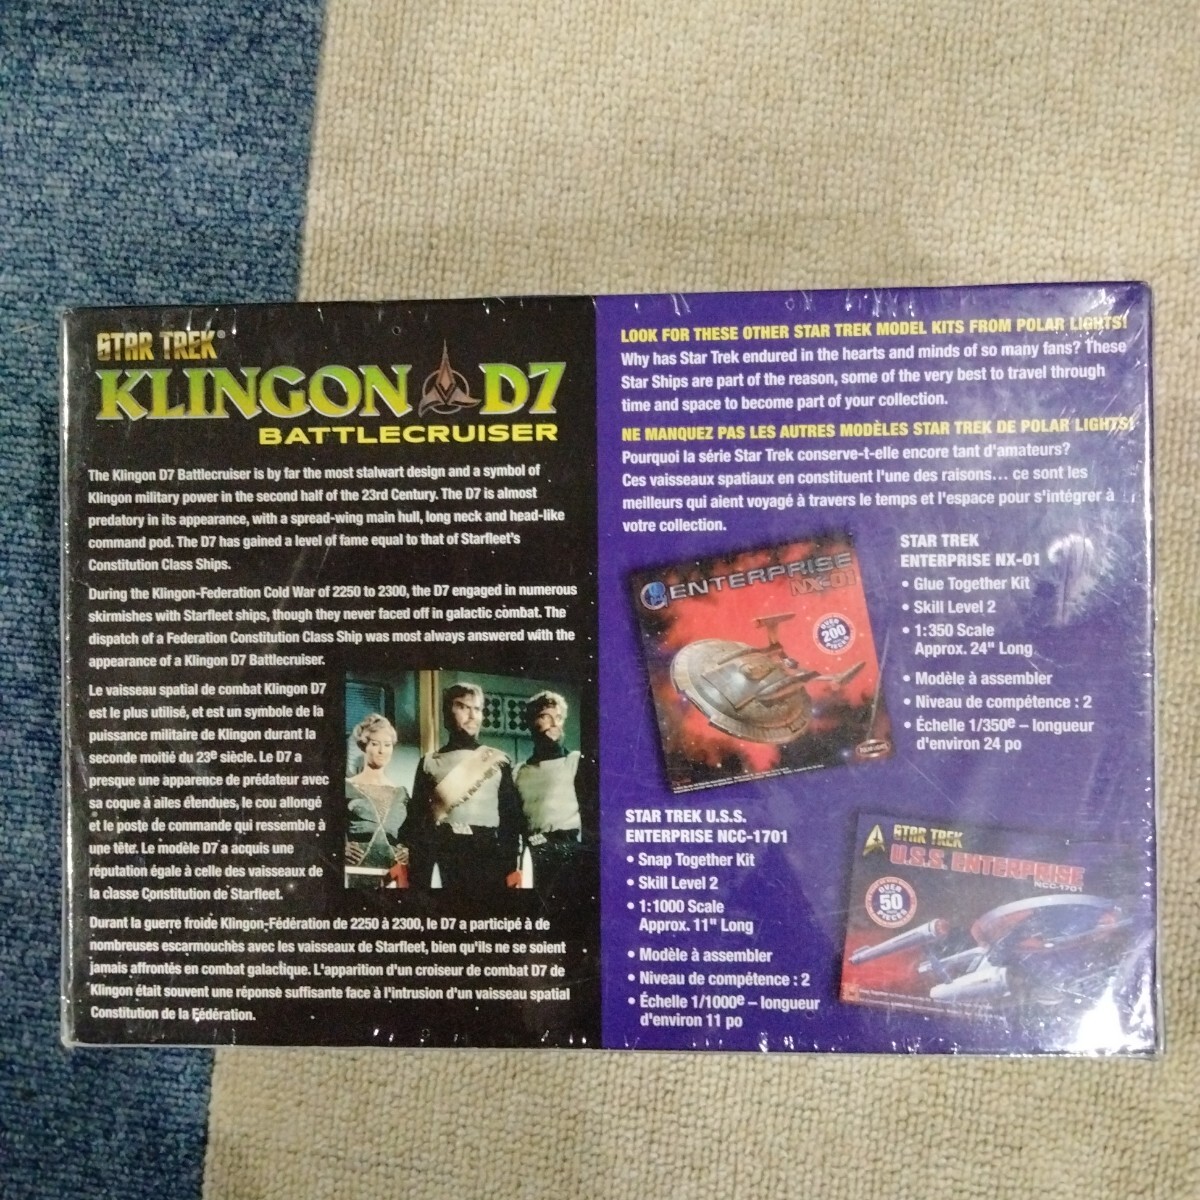 STAR TREK®
KLINGON D7
BATTLECRUISER
The Klingon D7 Battlecruiser is by far the most stalwart design and a symbol of
Klingon military power in the second half of the 23rd Century. The D7 is almost
predatory in its appearance, with a spread-wing main hull, long neck and head-like
command pod. The D7 has gained a level of fame equal to that of Starfleet's
Constitution Class Ships.
During the Klingon-Federation Cold War of 2250 to 2300, the D7 engaged in numerous
skirmishes with Starfleet ships, though they never faced off in galactic combat. The
dispatch of a Federation Constitution Class Ship was most always answered with the
appearance of a Klingon D7 Battlecruiser.
Le vaisseau spatial de combat Klingon D7
est le plus utilisé, et est un symbole de la
puissance militaire de Klingon durant la
seconde moitié du 23e siècle. Le D7 a
presque une apparence de prédateur avec
sa coque à ailes étendues, le cou allongé
et le poste de commande qui ressemble à
une tête. Le modèle D7 a acquis une
réputation égale à celle des vaisseaux de
la classe Constitution de Starfleet.
Durant la guerre froide Klingon-Fédération de 2250 à 2300, le D7 a participé à de
nombreuses escarmouches avec les vaisseaux de Starfleet, bien qu'ils ne se soient
jamais affrontés en combat galactique. L'apparition d'un croiseur de combat D7 de
Klingon était souvent une réponse suffisante face à l'intrusion d'un vaisseau spatial
Constitution de la Fédération.
LOOK FOR THESE OTHER STAR TREK MODEL KITS FROM POLAR LIGHTS!
Why has Star Trek endured in the hearts and minds of so many fans? These
Star Ships are part of the reason, some of the very best to travel through
time and space to become part of your collection.
NE MANQUEZ PAS LES AUTRES MODÈLES STAR TREK DE POLAR LIGHTS!
Pourquoi la série Star Trek conserve-t-elle encore tant d'amateurs?
Ces vaisseaux spatiaux en constituent l'une des raisons... ce sont les
meilleurs qui aient voyagé à travers le temps et l'espace pour s'intégrer à
votre collection.
ENTERPRISE
NX-01
OVER
200
PIECES
POLAR LIGHTS
STAR TREK
ENTERPRISE NX-01
• Glue Together Kit
• Skill Level 2
• 1:350 Scale
Approx. 24" Long
• Modèle à assembler
• Niveau de compétence : 2
• Échelle 1/350e – longueur
d'environ 24 po
STAR TREK U.S.S.
ENTERPRISE NCC-1701
• Snap Together Kit
• Skill Level 2
• 1:1000 Scale
Approx. 11" Long
• Modèle à assembler
• Niveau de compétence : 2
• Échelle 1/1000e – longueur
d'environ 11 po
STAR TREK
U.S.S. ENTERPRISE
NCC-1701
OVER
50
PIECES